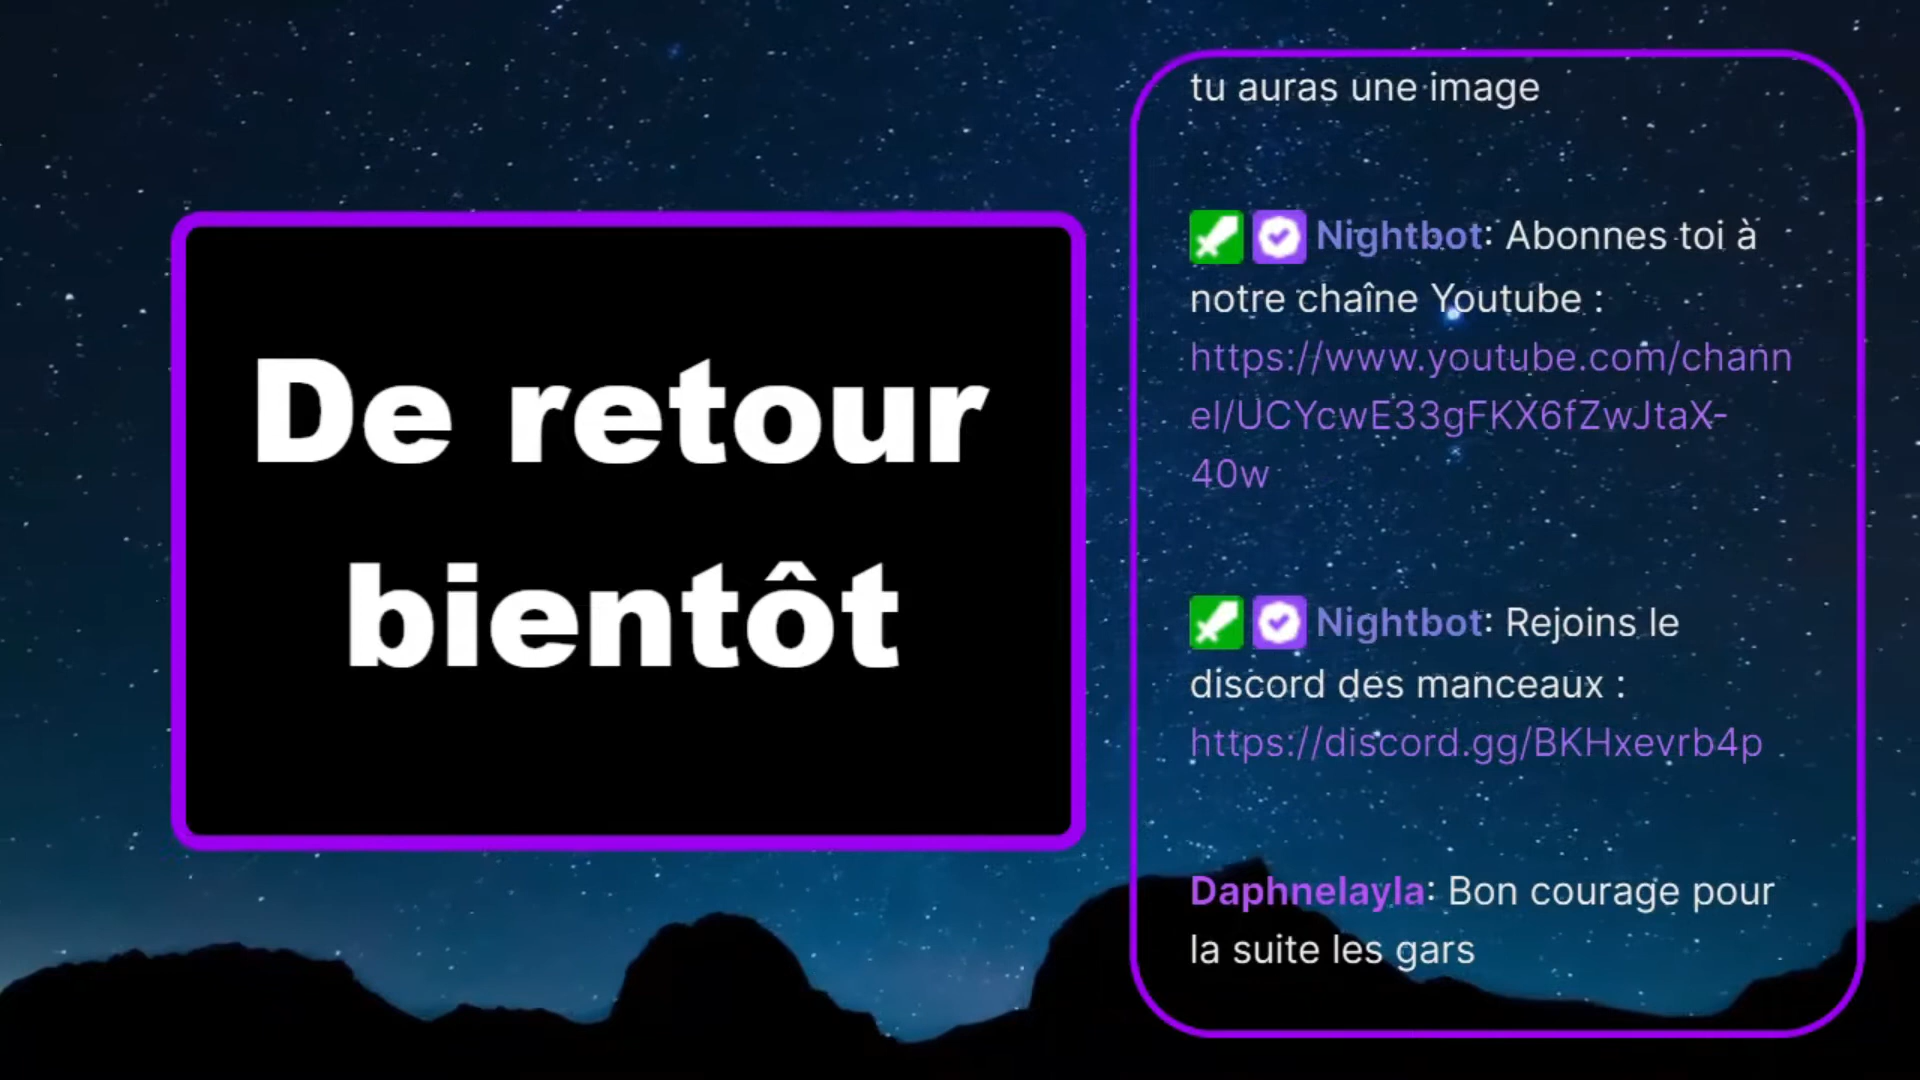 De retour
bientôt
tu auras une image
Nightbot: Abonnes toi à
notre chaîne Youtube :
https://www.youtube.com/chann
el/UCYcwE33gFKX6fZwJtaX-
40w
Nightbot: Rejoins le
discord des manceaux :
https://discord.gg/BKHxevrb4p
Daphnelayla: Bon courage pour
la suite les gars